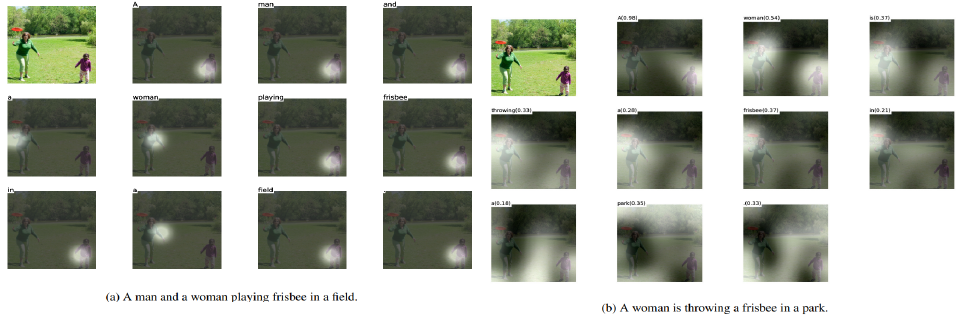 A man and
a woman playing frisbee
in a field .
(a) A man and a woman playing frisbee in a field.
A(0.98) woman(0.54) is(0.37)
throwing(0.33) a(0.28) frisbee(0.37) in(0.21)
a(0.18) park(0.35) .(0.33)
(b) A woman is throwing a frisbee in a park.